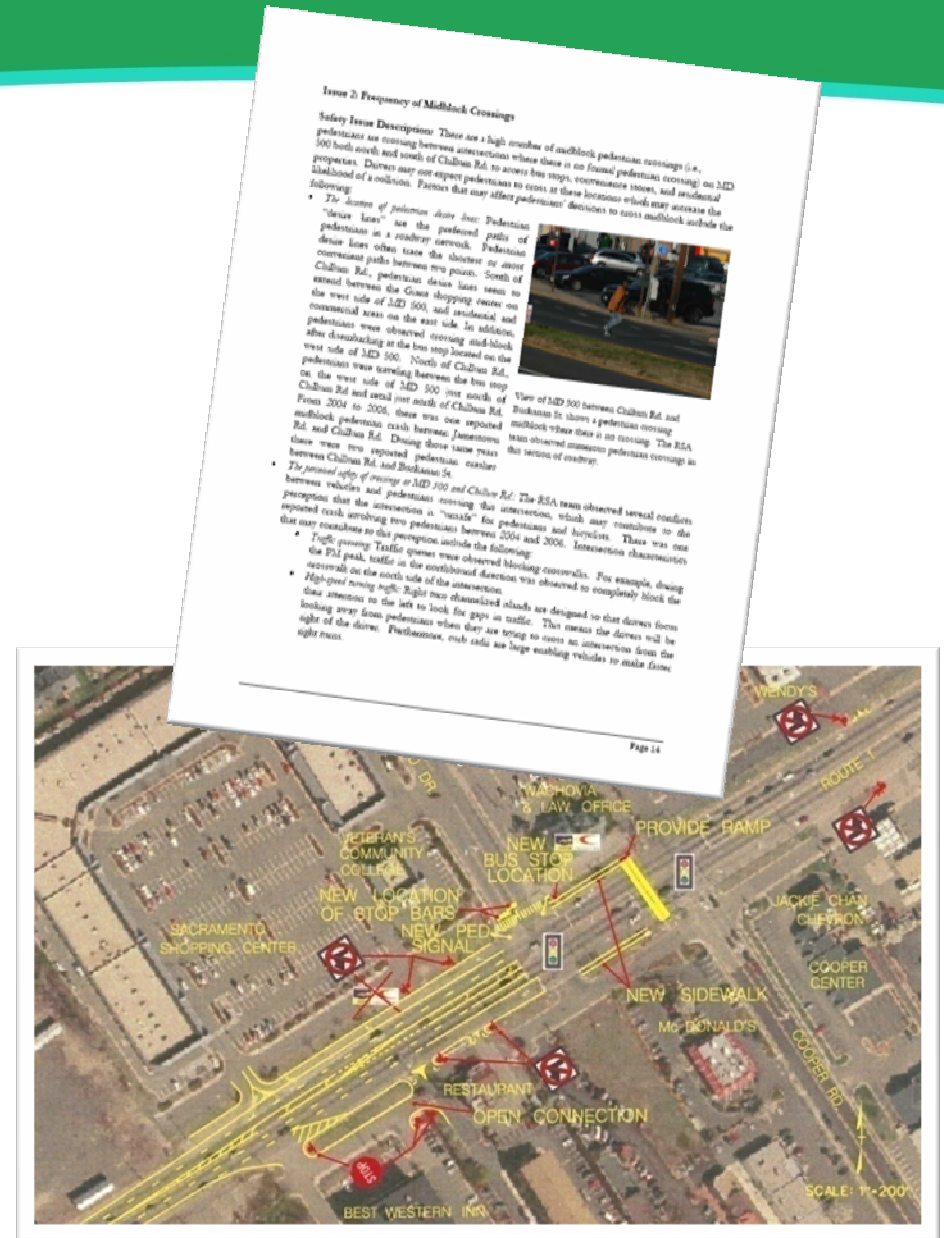 Issue 2: Frequency of Midblock Crossings
Safety Issue Description: There are a high number of midblock pedestrian crossings (i.e.,
pedestrians are crossing between intersections where there is no formal pedestrian crossing) on MD
500 both north and south of Chillum Rd. to access bus stops, convenience stores, and residential
properties. Drivers may not expect pedestrians to cross at these locations which may increase the
likelihood of a collision. Factors that may affect pedestrians' decisions to cross midblock include the
following:
• The location of pedestrian desire lines: Pedestrian
"desire lines" are the preferred paths of
pedestrians in a roadway network. Pedestrian
desire lines often trace the shortest or most
convenient paths between two points. South of
Chillum Rd., pedestrian desire lines seem to
extend between the Giant shopping center on
the west side of MD 500, and residential and
commercial areas on the east side. In addition,
pedestrians were observed crossing mid-block
after disembarking at the bus stop located on the
west side of MD 500. North of Chillum Rd.,
pedestrians were traveling between the bus stop
on the west side of MD 500 just north of
Chillum Rd and retail just north of Chillum Rd.
From 2004 to 2006, there was one reported
midblock pedestrian crash between Jamestown
Rd. and Chillum Rd. During those same years
there were two reported pedestrian crashes
between Chillum Rd. and Buchanan St.
View of MD 500 between Chillum Rd. and
Buchanan St. shows a pedestrian crossing
midblock where there is no crossing. The RSA
team observed numerous pedestrian crossings in
this section of roadway.
• The perceived safety of crossings at MD 500 and Chillum Rd.: The RSA team observed several conflicts
between vehicles and pedestrians crossing this intersection, which may contribute to the
perception that the intersection is "unsafe" for pedestrians and bicyclists. There was one
reported crash involving two pedestrians between 2004 and 2006. Intersection characteristics
that may contribute to this perception include the following:
• Traffic queuing: Traffic queues were observed blocking crosswalks. For example, during
the PM peak, traffic in the northbound direction was observed to completely block the
crosswalk on the north side of the intersection.
• High-speed turning traffic: Right turn channelized islands are designed so that drivers focus
their attention to the left to look for gaps in traffic. This means the drivers will be
looking away from pedestrians when they are trying to cross an intersection from the
right of the driver. Furthermore, curb radii are large enabling vehicles to make faster
right turns.
Page 14
WENDY'S
ROUTE 1
DR
WACHOVIA
& LAW OFFICE
PROVIDE RAMP
VETERAN'S
COMMUNITY
COLLEGE
NEW
BUS STOP
LOCATION
NEW LOCATION
OF STOP BARS
NEW PED
SIGNAL
JACKIE CHAN
CHEVRON
SACRAMENTO
SHOPPING CENTER
COOPER
CENTER
NEW SIDEWALK
Mc DONALD'S
COOPER RD
RESTAURANT
OPEN CONNECTION
STOP
SCALE: 1"=200'
BEST WESTERN INN